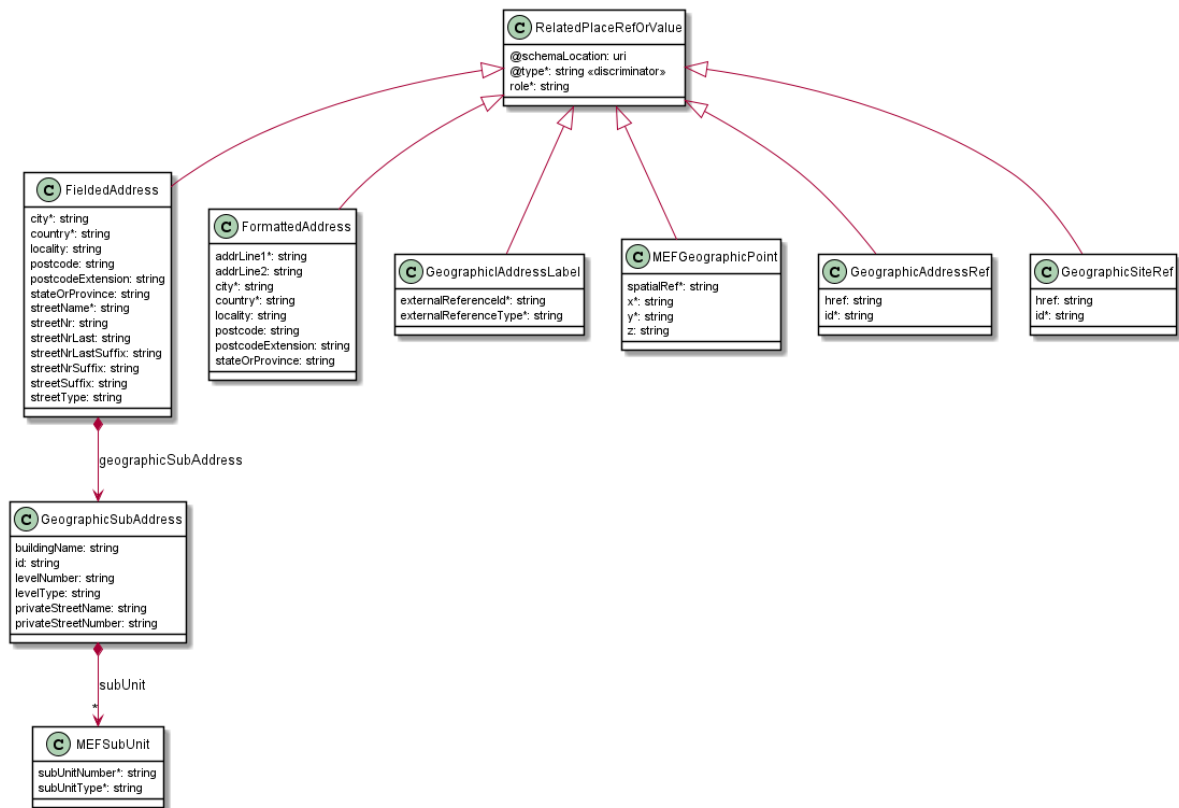 C RelatedPlaceRefOrValue
@schemaLocation: uri
@type*: string «discriminator»
role*: string
C FieldedAddress
city*: string
country*: string
locality: string
postcode: string
postcodeExtension: string
stateOrProvince: string
streetName*: string
streetNr: string
streetNrLast: string
streetNrLastSuffix: string
streetNrSuffix: string
streetSuffix: string
streetType: string
C FormattedAddress
addrLine1*: string
addrLine2: string
city*: string
country*: string
locality: string
postcode: string
postcodeExtension: string
stateOrProvince: string
C GeographiclAddressLabel
externalReferenceId*: string
externalReferenceType*: string
C MEFGeographicPoint
spatialRef*: string
x*: string
y*: string
z: string
C GeographicAddressRef
href: string
id*: string
C GeographicSiteRef
href: string
id*: string
geographicSubAddress
C GeographicSubAddress
buildingName: string
id: string
levelNumber: string
levelType: string
privateStreetName: string
privateStreetNumber: string
subUnit
*
C MEFSubUnit
subUnitNumber*: string
subUnitType*: string